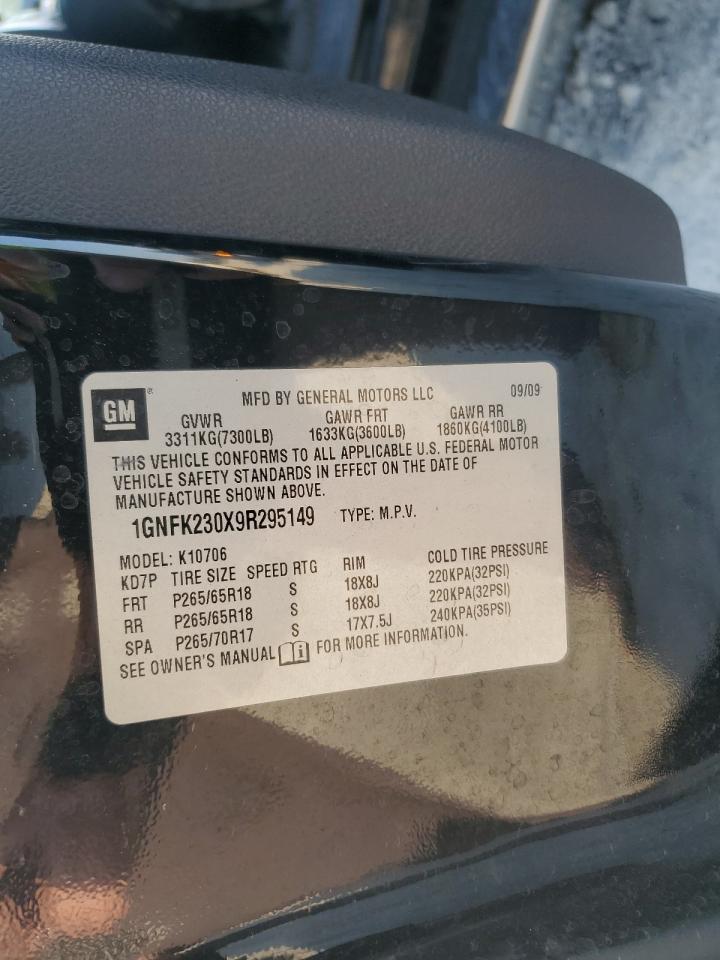 GM ® MFD BY GENERAL MOTORS LLC 09/09
GVWR GAWR FRT GAWR RR
3311KG(7300LB) 1633KG(3600LB) 1860KG(4100LB)
THIS VEHICLE CONFORMS TO ALL APPLICABLE U.S. FEDERAL MOTOR
VEHICLE SAFETY STANDARDS IN EFFECT ON THE DATE OF
MANUFACTURE SHOWN ABOVE.
1GNFK230X9R295149 TYPE: M.P.V.
MODEL: K10706
KD7P TIRE SIZE SPEED RTG RIM COLD TIRE PRESSURE
FRT P265/65R18 S 18X8J 220KPA(32PSI)
RR P265/65R18 S 18X8J 220KPA(32PSI)
SPA P265/70R17 S 17X7.5J 240KPA(35PSI)
SEE OWNER'S MANUAL i FOR MORE INFORMATION.